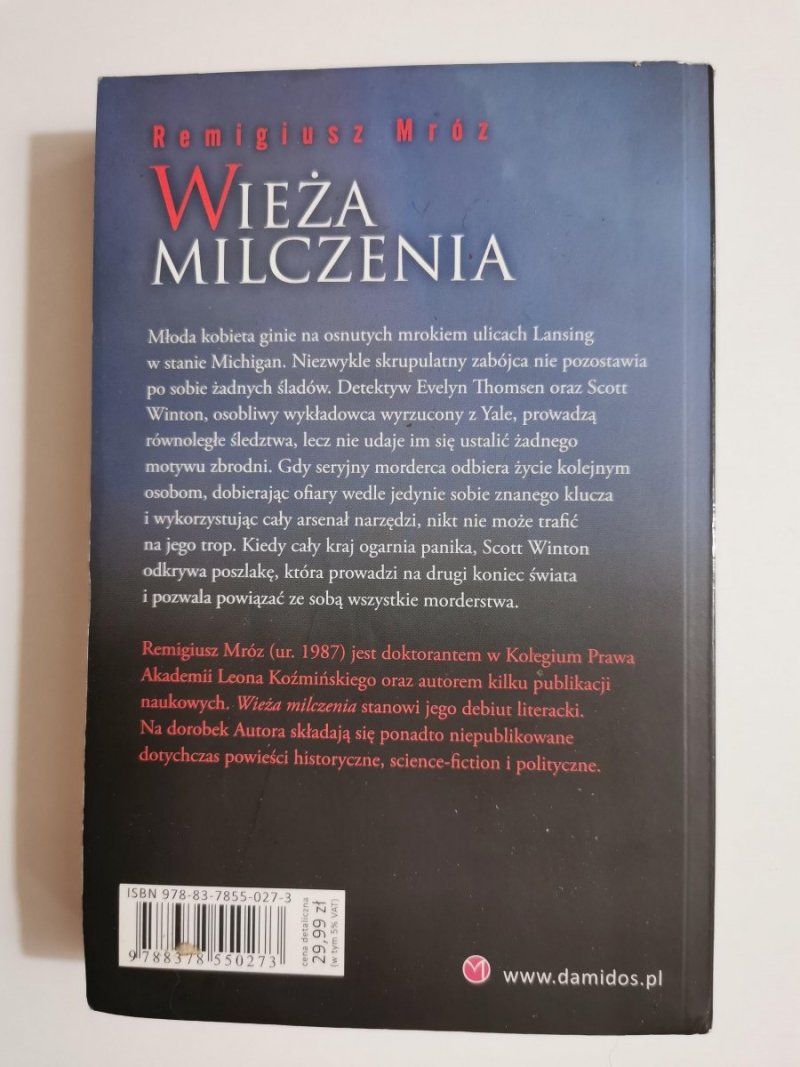 Remigiusz Mróz
WIEŻA
MILCZENIA
Młoda kobieta ginie na osnutych mrokiem ulicach Lansing
w stanie Michigan. Niezwykle skrupulatny zabójca nie pozostawia
po sobie żadnych śladów. Detektyw Evelyn Thomsen oraz Scott
Winton, osobliwy wykładowca wyrzucony z Yale, prowadzą
równoległe śledztwa, lecz nie udaje im się ustalić żadnego
motywu zbrodni. Gdy seryjny morderca odbiera życie kolejnym
osobom, dobierając ofiary wedle jedynie sobie znanego klucza
i wykorzystując cały arsenał narzędzi, nikt nie może trafić
na jego trop. Kiedy cały kraj ogarnia panika, Scott Winton
odkrywa poszlakę, która prowadzi na drugi koniec świata
i pozwala powiązać ze sobą wszystkie morderstwa.
Remigiusz Mróz (ur. 1987) jest doktorantem w Kolegium Prawa
Akademii Leona Koźmińskiego oraz autorem kilku publikacji
naukowych. Wieża milczenia stanowi jego debiut literacki.
Na dorobek Autora składają się ponadto niepublikowane
dotychczas powieści historyczne, science-fiction i polityczne.
ISBN 978-83-7855-027-3
9 788378 550273
cena detaliczna
29,99 zł
(w tym 5% VAT)
www.damidos.pl